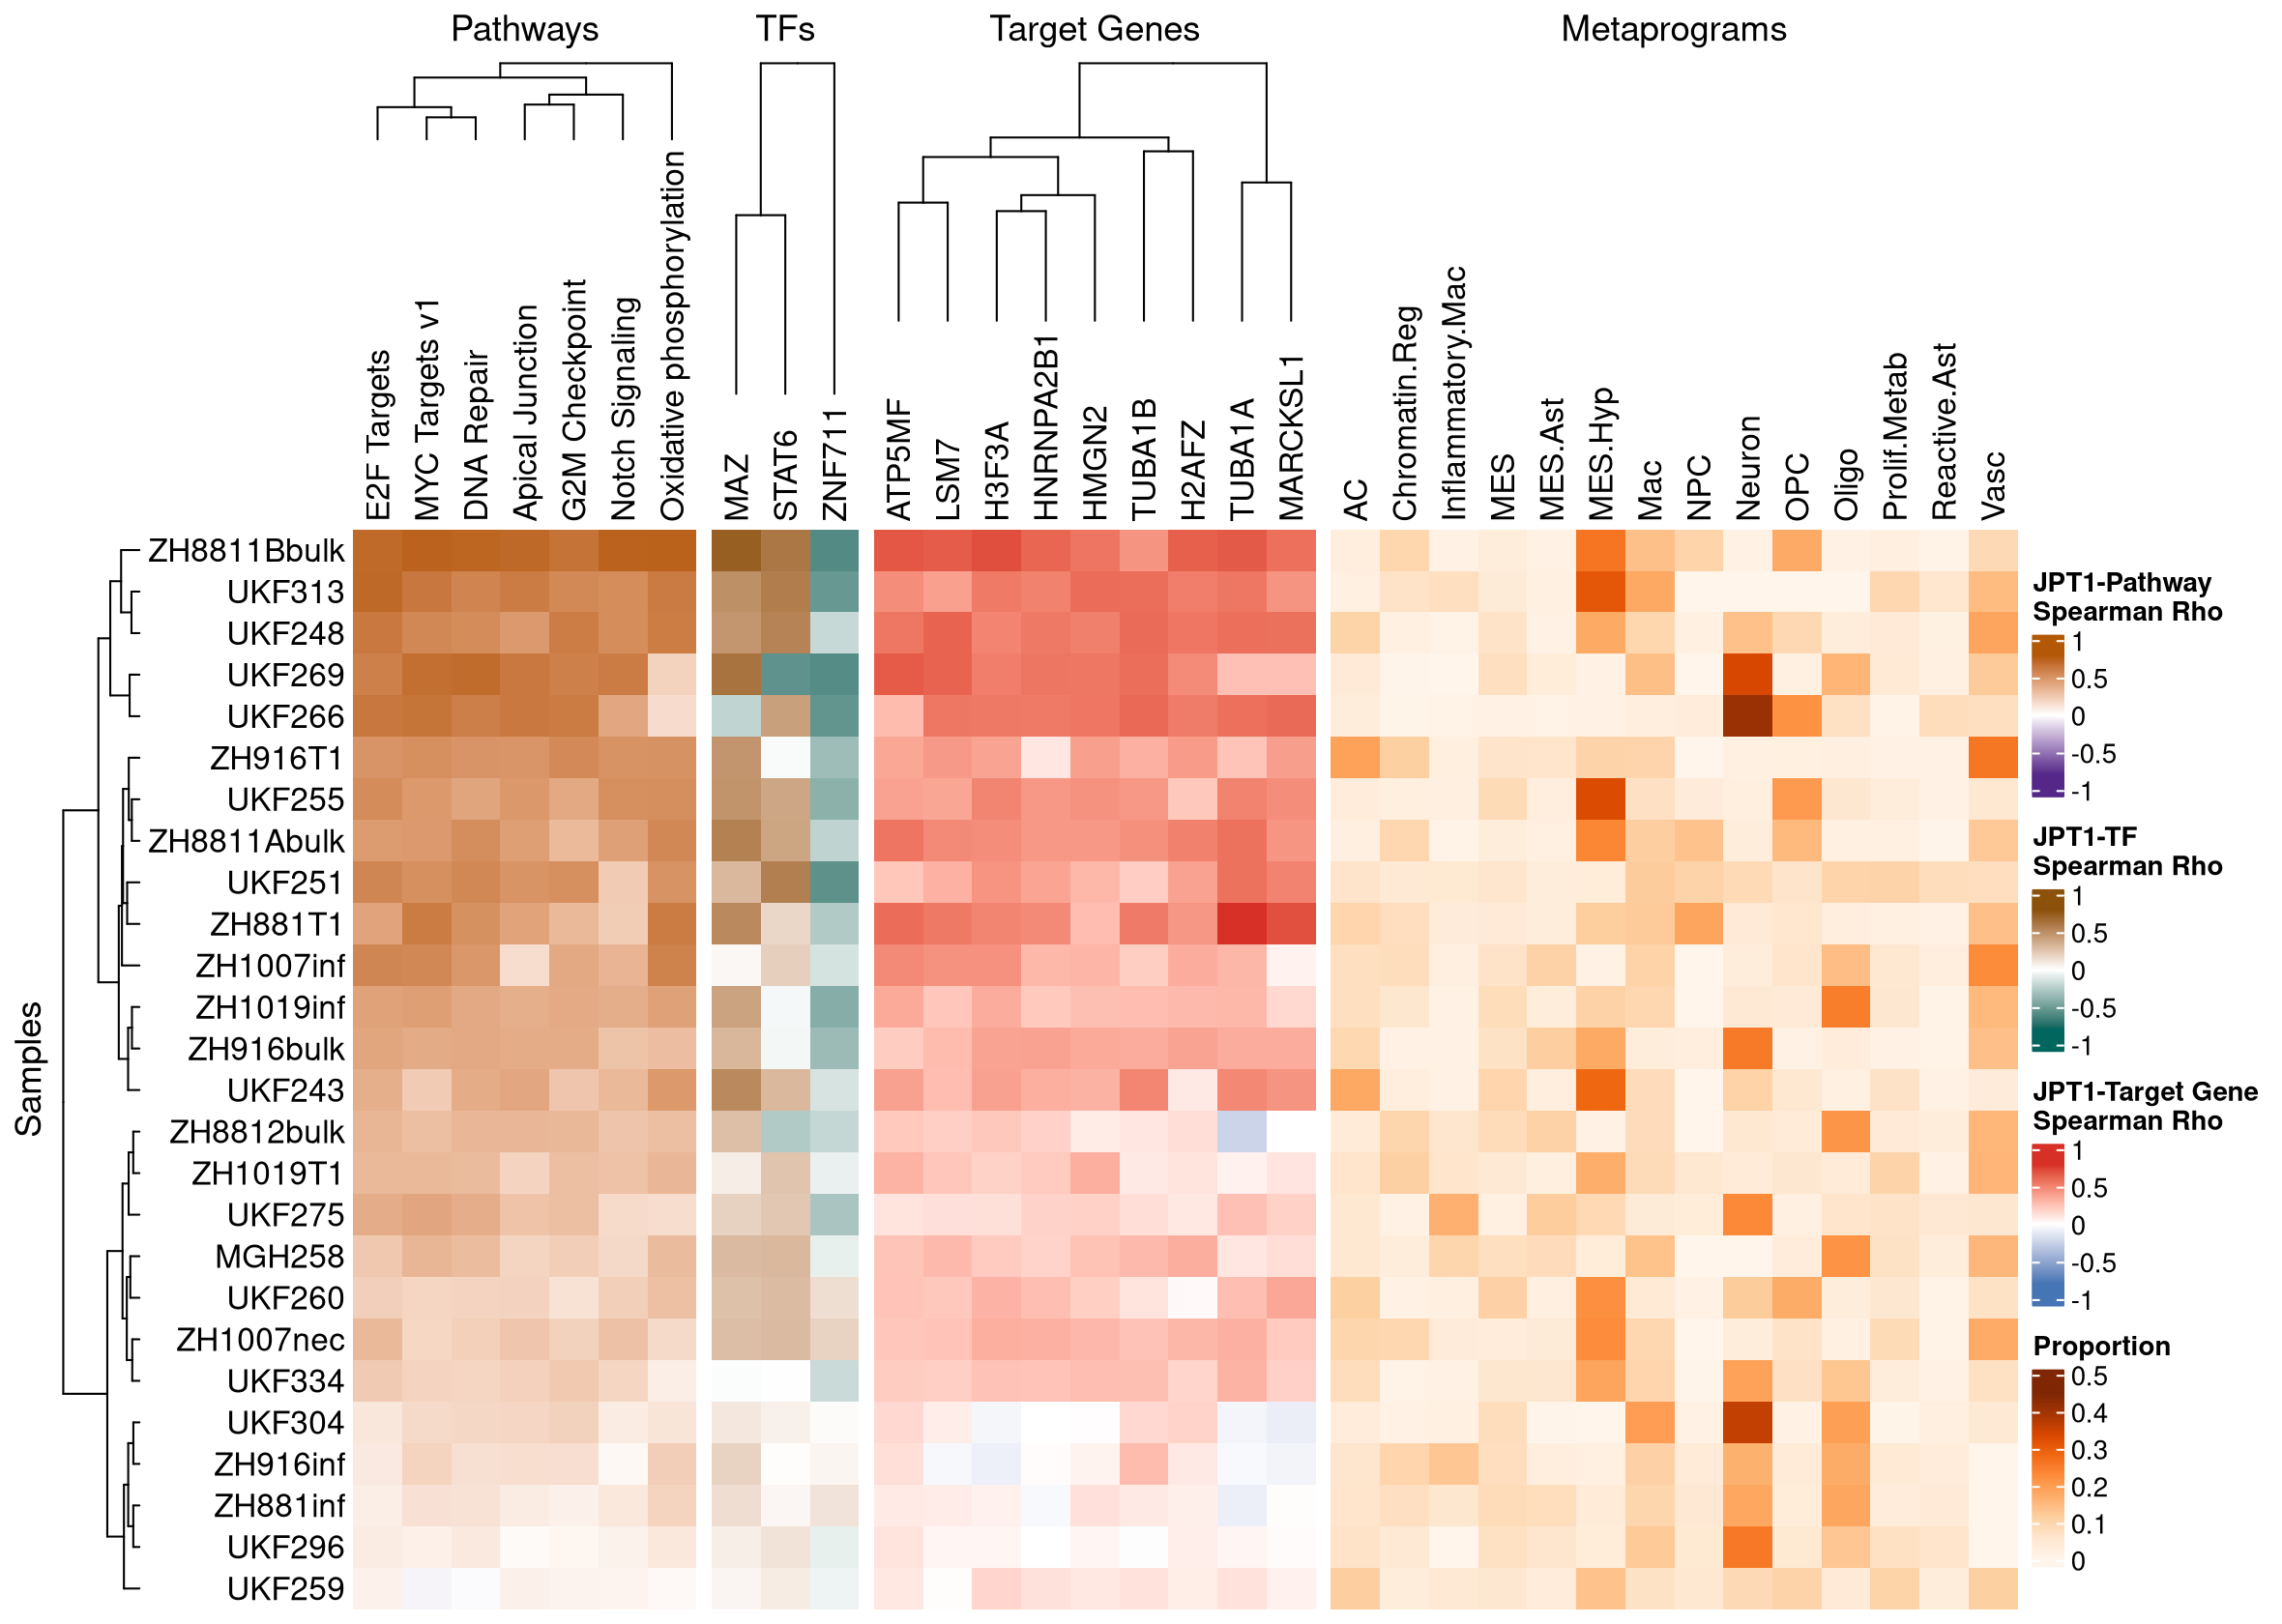 Pathways
TFs
Target Genes
Metaprograms
E2F Targets
MYC Targets v1
DNA Repair
Apical Junction
G2M Checkpoint
Notch Signaling
Oxidative phosphorylation
MAZ
STAT6
ZNF711
ATP5MF
LSM7
H3F3A
HNRNPA2B1
HMGN2
TUBA1B
H2AFZ
TUBA1A
MARCKSL1
AC
Chromatin.Reg
Inflammatory.Mac
MES
MES.Ast
MES.Hyp
Mac
NPC
Neuron
OPC
Oligo
Prolif.Metab
Reactive.Ast
Vasc
Samples
ZH8811Bbulk
UKF313
UKF248
UKF269
UKF266
ZH916T1
UKF255
ZH8811Abulk
UKF251
ZH881T1
ZH1007inf
ZH1019inf
ZH916bulk
UKF243
ZH8812bulk
ZH1019T1
UKF275
MGH258
UKF260
ZH1007nec
UKF334
UKF304
ZH916inf
ZH881inf
UKF296
UKF259
JPT1-Pathway
Spearman Rho
1
0.5
0
-0.5
-1
JPT1-TF
Spearman Rho
1
0.5
0
-0.5
-1
JPT1-Target Gene
Spearman Rho
1
0.5
0
-0.5
-1
Proportion
0.5
0.4
0.3
0.2
0.1
0